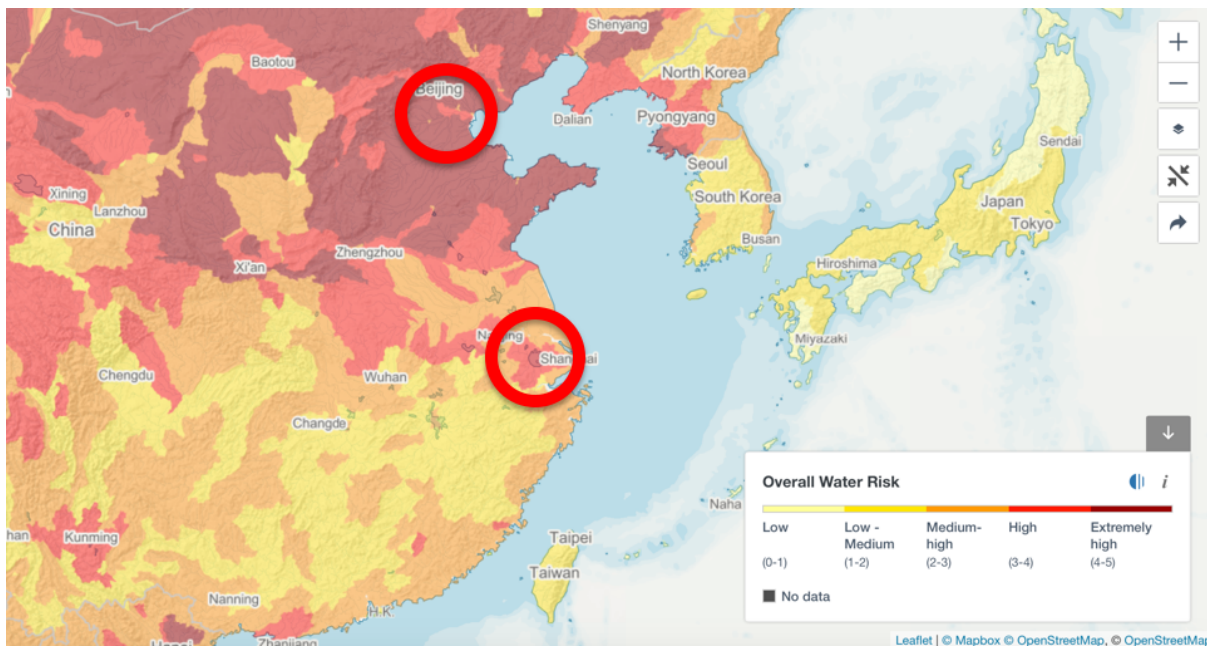 Shenyang
Baotou
North Korea
Beijing
Dalian
Pyongyang
Sendai
Seoul
Xining
South Korea
Japan
Lanzhou
China
Tokyo
Busan
Zhengzhou
Xi'an
Hiroshima
Nanjing
Miyazaki
Shanghai
Chengdu
Wuhan
Changde
Overall Water Risk
i
Naha
Low
Low -
Medium
Medium-
high
High
Extremely
high
(0-1)
(1-2)
(2-3)
(3-4)
(4-5)
Kunming
Taipei
Taiwan
No data
Nanning
H K
Zhanjiang
Leaflet | © Mapbox © OpenStreetMap, © OpenStreetMap